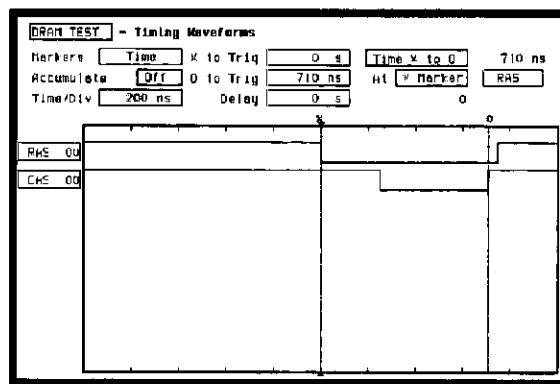 DRAM TEST - Timing Waveforms
Markers Time X to Trig 0 s Time X to O 710 ns
Accumulate Off O to Trig 710 ns At X Marker RAS
Time/Div 200 ns Delay 0 s 0
X O
RAS 00
CAS 00